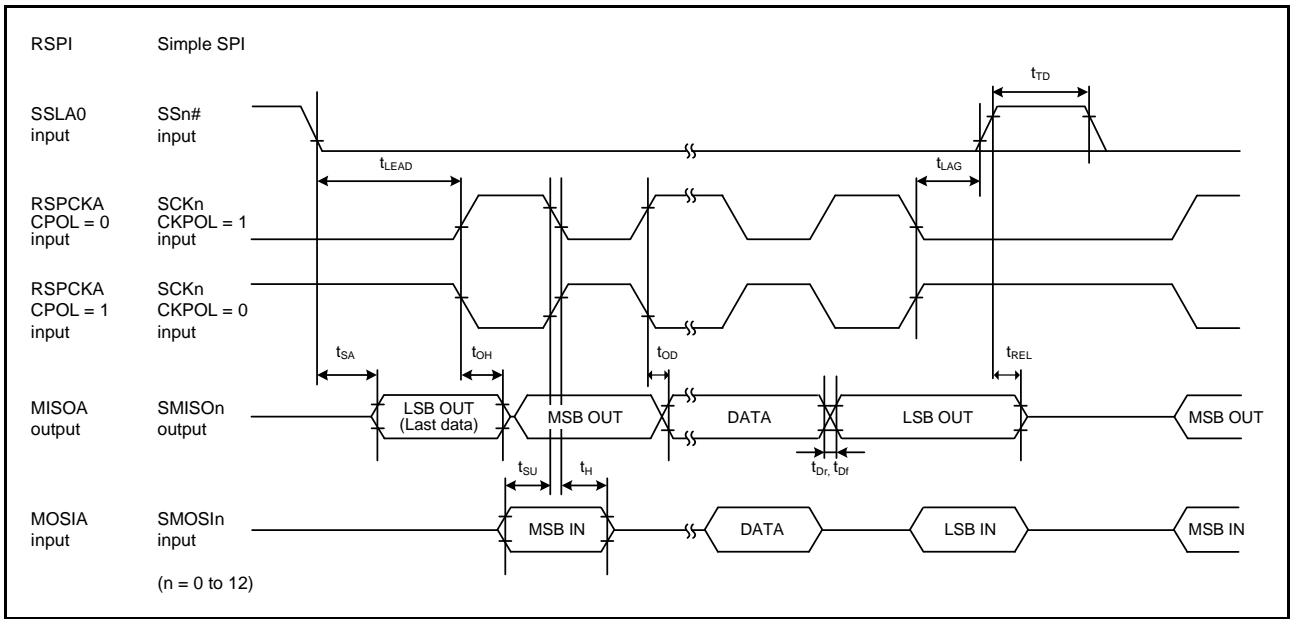 RSPI Simple SPI
tTD
SSLA0 SSn#
input input
tLEAD tLAG
RSPCKA SCKn
CPOL = 0 CKPOL = 1
input input
RSPCKA SCKn
CPOL = 1 CKPOL = 0
input input
tSA tOH tOD tREL
MISOA SMISOn
output output
LSB OUT
(Last data)
MSB OUT DATA LSB OUT MSB OUT
tSU tH tDr, tDf
MOSIA SMOSIn
input input
MSB IN DATA LSB IN MSB IN
(n = 0 to 12)